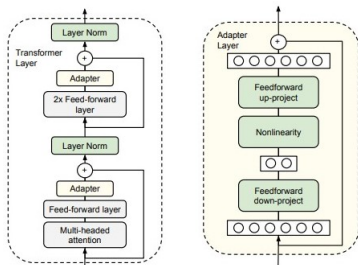 Layer Norm
+
Transformer
Layer
Adapter
2x Feed-forward
layer
Layer Norm
+
Adapter
Feed-forward layer
Multi-headed
attention
Adapter
Layer
+
Feedforward
up-project
Nonlinearity
Feedforward
down-project